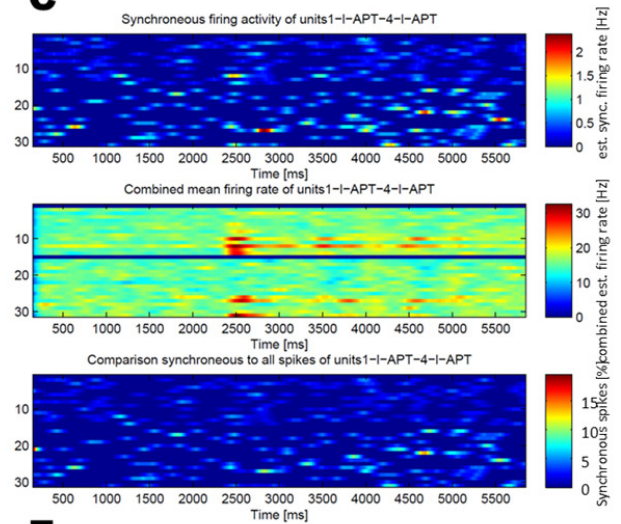 Synchroneous firing activity of units1-I-APT-4-I-APT
10
20
30
500 1000 1500 2000 2500 3000 3500 4000 4500 5000 5500
Time [ms]
2
1.5
1
0.5
0
est. sync. firing rate [Hz]
Combined mean firing rate of units1-I-APT-4-I-APT
10
20
30
500 1000 1500 2000 2500 3000 3500 4000 4500 5000 5500
Time [ms]
30
20
10
0
combined est. firing rate [Hz]
Comparison synchroneous to all spikes of units1-I-APT-4-I-APT
10
20
30
500 1000 1500 2000 2500 3000 3500 4000 4500 5000 5500
Time [ms]
15
10
5
0
Synchronous spikes [%]